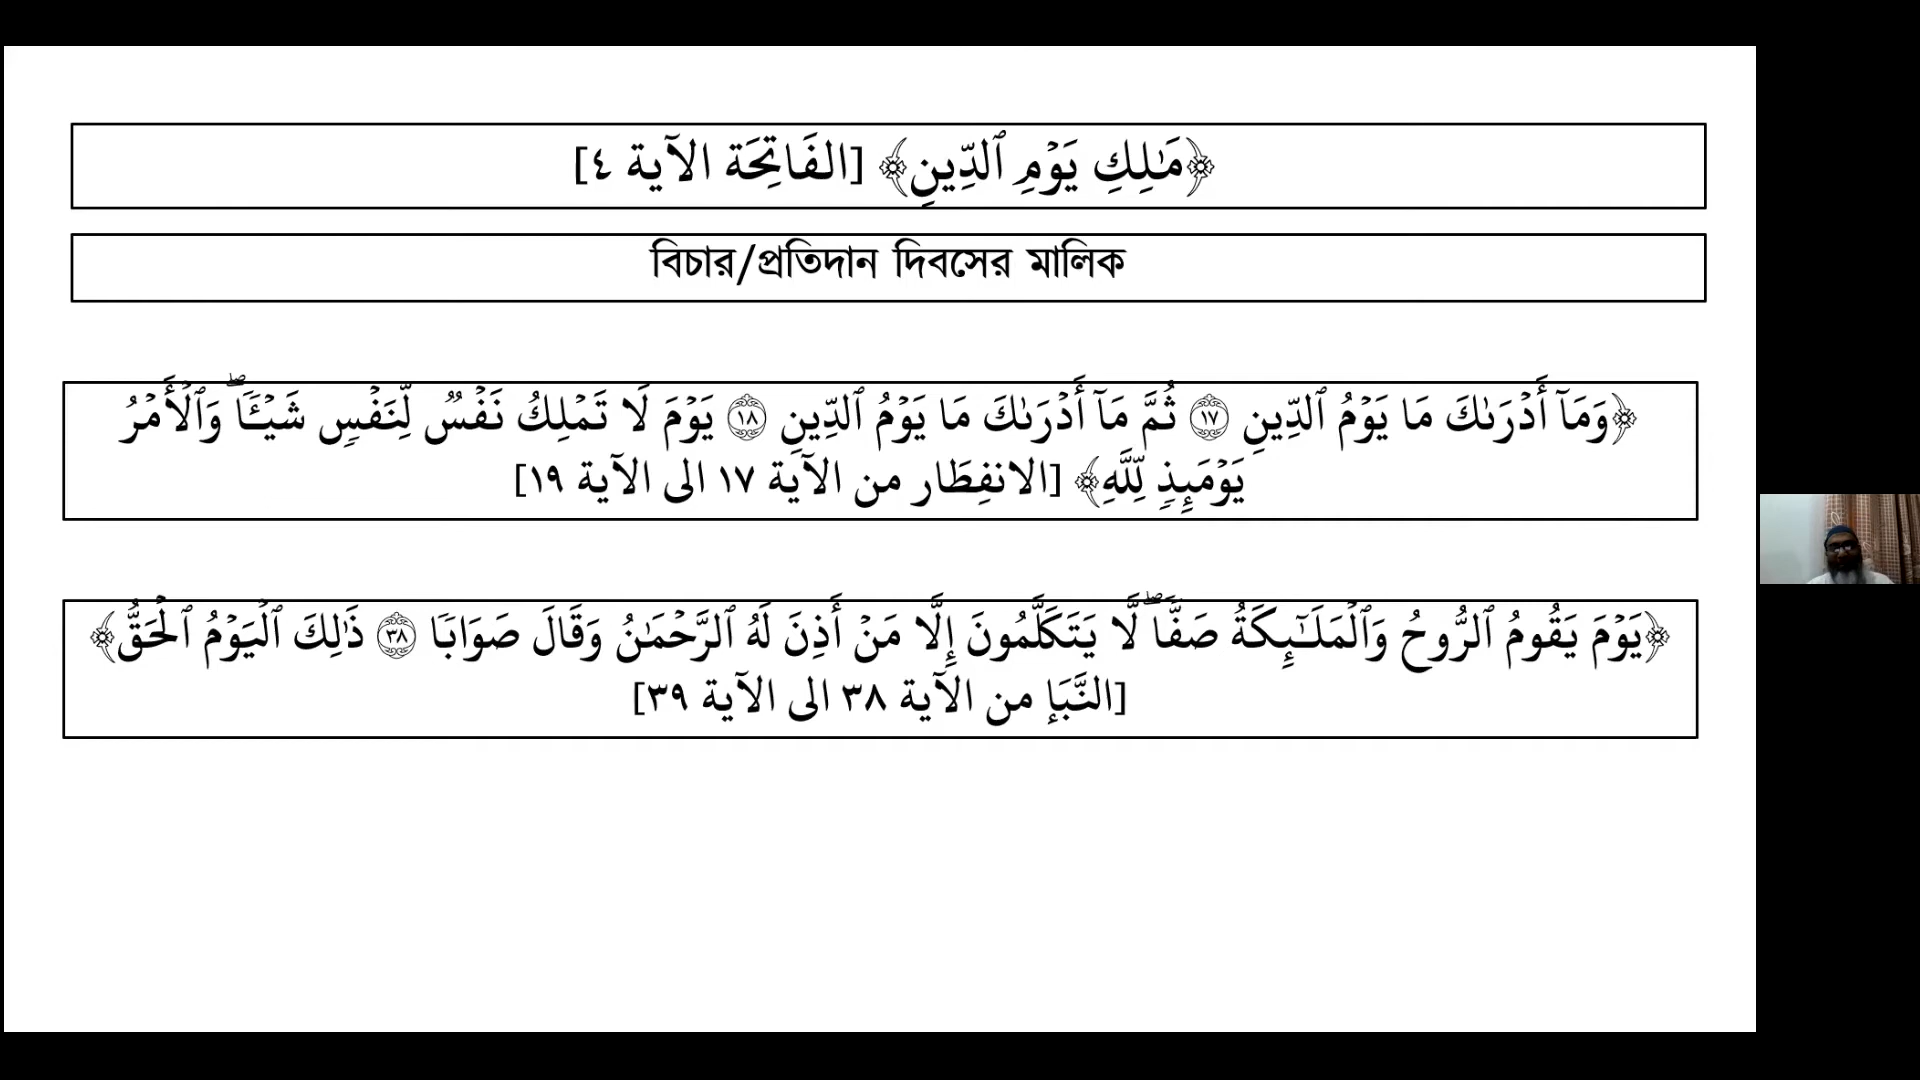 ﴿مَـٰلِكِ يَوۡمِ ٱلدِّينِ﴾ [الفَاتِحَة الآية ٤]
বিচার/প্রতিদান দিবসের মালিক
﴿وَمَآ أَدۡرَىٰكَ مَا يَوۡمُ ٱلدِّينِ ۝١٧ ثُمَّ مَآ أَدۡرَىٰكَ مَا يَوۡمُ ٱلدِّينِ ۝١٨ يَوۡمَ لَا تَمۡلِكُ نَفۡسࣱ لِّنَفۡسࣲ شَیۡـࣰٔاۖ وَٱلۡأَمۡرُ
يَوۡمَىِٕذࣲ لِّلَّهِ﴾ [الانفِطَار من الآية ١٧ الى الآية ١٩]
﴿يَوۡمَ يَقُومُ ٱلرُّوحُ وَٱلۡمَلَـٰۤىِٕكَةُ صَفࣰّاۖ لَّا يَتَكَلَّمُونَ إِلَّا مَنۡ أَذِنَ لَهُ ٱلرَّحۡمَـٰنُ وَقَالَ صَوَابࣰا ۝٣٨ ذَٰلِكَ ٱلۡيَوۡمُ ٱلۡحَقُّ﴾
[النَّبَإ من الآية ٣٨ الى الآية ٣٩]